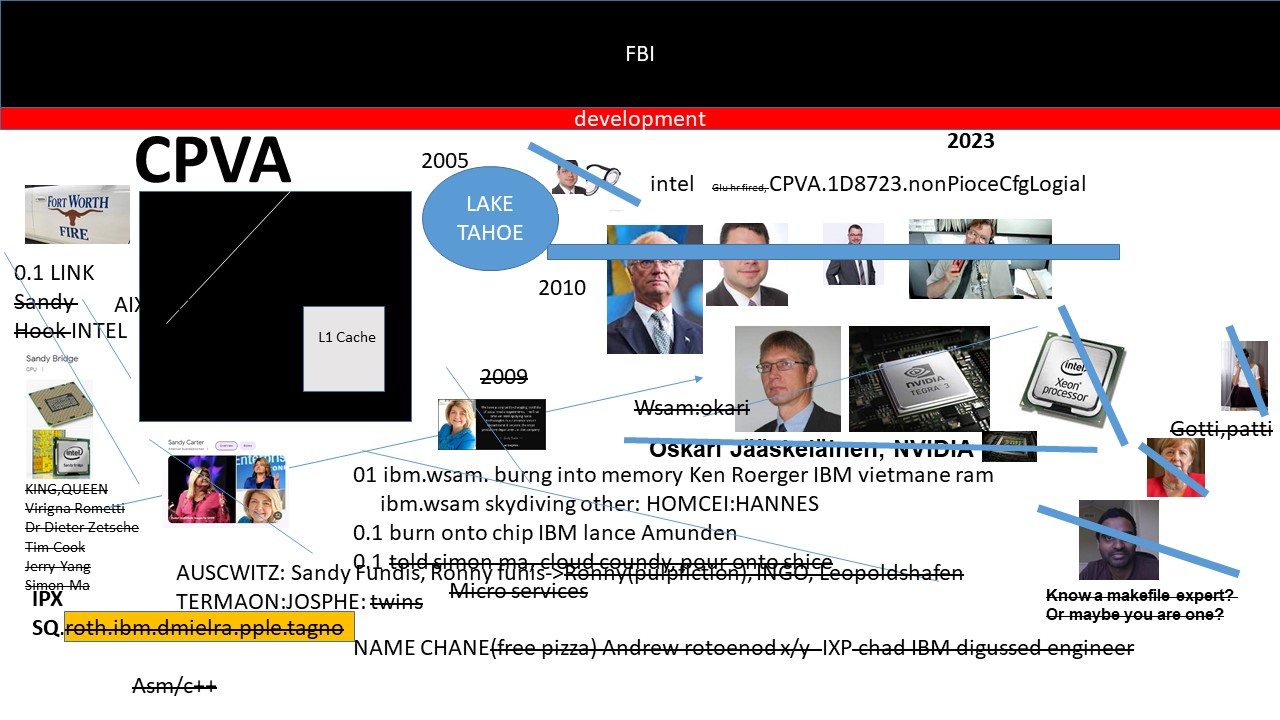 FBI
development
CPVA
2005
2023
LAKE
TAHOE
intel
Glu hr fired, CPVA.1D8723.nonPioceCfgLogial
FORT WORTH
FIRE
0.1 LINK
Sandy
Hook INTEL
AIX
2010
L1 Cache
Sandy Bridge
CPU
2009
NVIDIA
TEGRA 3
intel
Xeon
processor
Wsam:okari
Oskari Jääskeläinen, NVIDIA
Gotti,patti
Sandy Carter
01 ibm.wsam. burng into memory Ken Roerger IBM vietmane ram
ibm.wsam skydiving other: HOMCEI:HANNES
0.1 burn onto chip IBM lance Amunden
0.1 told simon ma, cloud coundy, pour onto shice
KING,QUEEN
Virigna Rometti
Dr Dieter Zetsche
Tim Cook
Jerry Yang
Simon Ma
AUSCWITZ: Sandy Fundis, Ronny funis->Ronny(pulpfiction), INGO, Leopoldshafen
Micro services
TERMAON:JOSPHE: twins
IPX
SQ.roth.ibm.dmielra.pple.tagno
Know a makefile expert?
Or maybe you are one?
NAME CHANE(free pizza) Andrew rotoenod x/y IXP chad IBM digussed engineer
Asm/c++